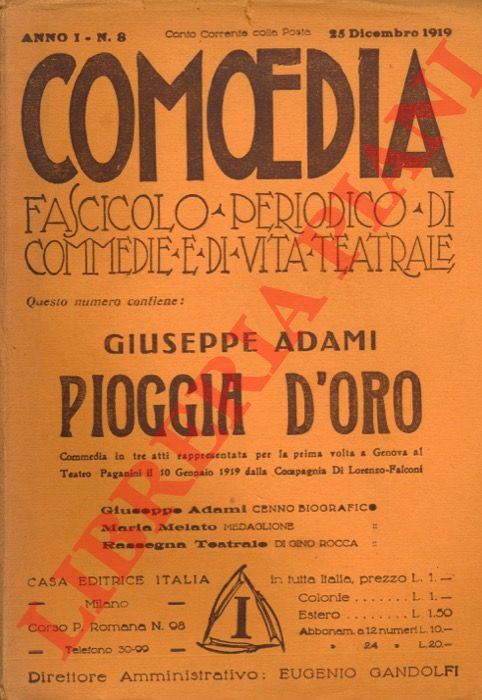 ANNO I - N. 8 Conto Corrente colla Posta 25 Dicembre 1919
COMŒDIA
FASCICOLO PERIODICO DI
COMMEDIE E DI VITA TEATRALE
Questo numero contiene:
GIUSEPPE ADAMI
PIOGGIA D'ORO
Commedia in tre atti rappresentata per la prima volta a Genova al
Teatro Paganini il 10 Gennaio 1919 dalla Compagnia Di Lorenzo-Falconi
Giuseppe Adami CENNO BIOGRAFICO
Maria Melato MEDAGLIONE "
Rassegna Teatrale DI GINO ROCCA "
CASA EDITRICE ITALIA
— Milano —
Corso P. Romana N. 98
— Telefono 30-99 —
I
in tutta Italia, prezzo L. 1.—
Colonie . . . . . . . L. 1.—
Estero . . . . . . . L. 1.50
Abbonam. a 12 numeri L. 10.—
" 24 " L. 20.—
Direttore Amministrativo: EUGENIO GANDOLFI
LIBRERIA PIANI